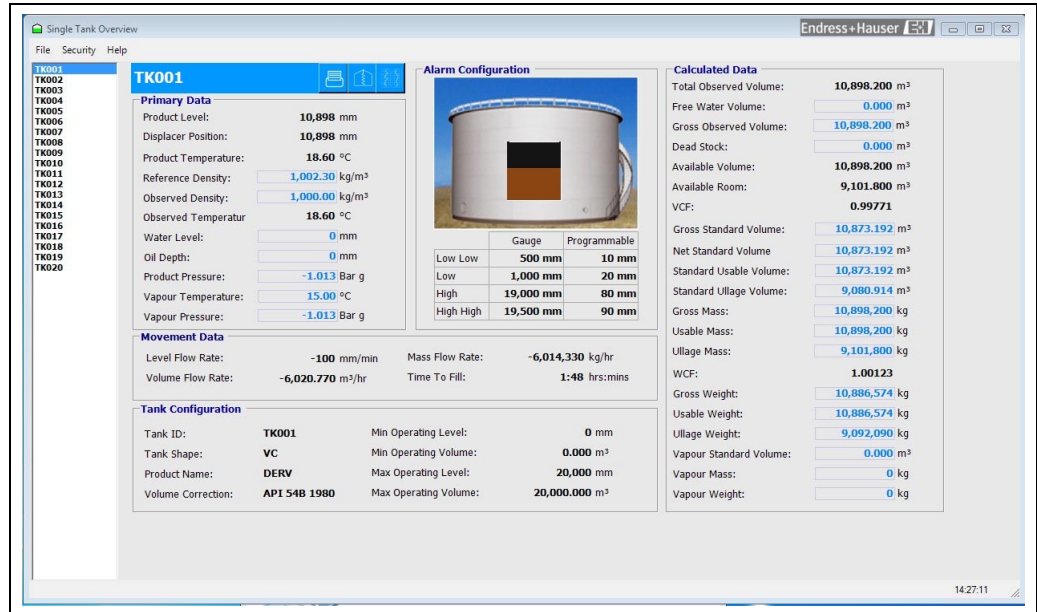 Single Tank Overview
Endress+Hauser EH
File Security Help
TK001
TK002
TK003
TK004
TK005
TK006
TK007
TK008
TK009
TK010
TK011
TK012
TK013
TK014
TK015
TK016
TK017
TK018
TK019
TK020
TK001
Primary Data
Product Level: 10,898 mm
Displacer Position: 10,898 mm
Product Temperature: 18.60 °C
Reference Density: 1,002.30 kg/m³
Observed Density: 1,000.00 kg/m³
Observed Temperatur 18.60 °C
Water Level: 0 mm
Oil Depth: 0 mm
Product Pressure: -1.013 Bar g
Vapour Temperature: 15.00 °C
Vapour Pressure: -1.013 Bar g
Alarm Configuration
Gauge Programmable
Low Low 500 mm 10 mm
Low 1,000 mm 20 mm
High 19,000 mm 80 mm
High High 19,500 mm 90 mm
Movement Data
Level Flow Rate: -100 mm/min Mass Flow Rate: -6,014,330 kg/hr
Volume Flow Rate: -6,020.770 m³/hr Time To Fill: 1:48 hrs:mins
Tank Configuration
Tank ID: TK001 Min Operating Level: 0 mm
Tank Shape: VC Min Operating Volume: 0.000 m³
Product Name: DERV Max Operating Level: 20,000 mm
Volume Correction: API 54B 1980 Max Operating Volume: 20,000.000 m³
Calculated Data
Total Observed Volume: 10,898.200 m³
Free Water Volume: 0.000 m³
Gross Observed Volume: 10,898.200 m³
Dead Stock: 0.000 m³
Available Volume: 10,898.200 m³
Available Room: 9,101.800 m³
VCF: 0.99771
Gross Standard Volume: 10,873.192 m³
Net Standard Volume 10,873.192 m³
Standard Usable Volume: 10,873.192 m³
Standard Ullage Volume: 9,080.914 m³
Gross Mass: 10,898,200 kg
Usable Mass: 10,898,200 kg
Ullage Mass: 9,101,800 kg
WCF: 1.00123
Gross Weight: 10,886,574 kg
Usable Weight: 10,886,574 kg
Ullage Weight: 9,092,090 kg
Vapour Standard Volume: 0.000 m³
Vapour Mass: 0 kg
Vapour Weight: 0 kg
14:27:11